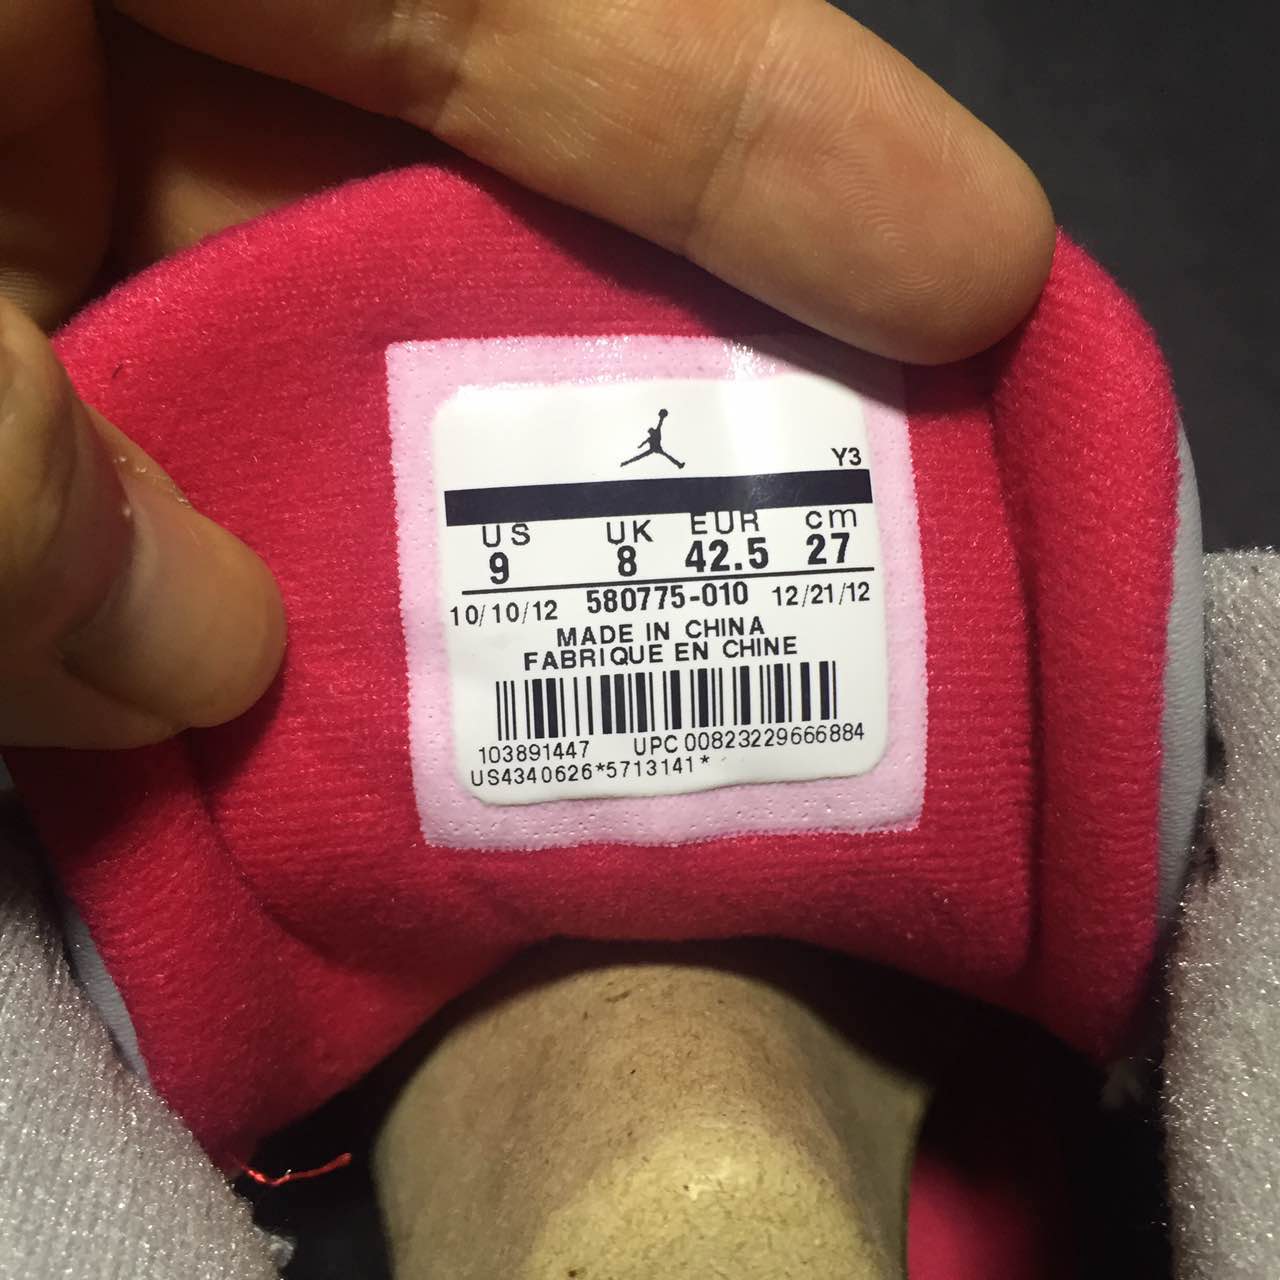 Y3
US UK EUR cm
9 8 42.5 27
10/10/12 580775-010 12/21/12
MADE IN CHINA
FABRIQUE EN CHINE
103891447 UPC 00823229666884
US4340626*5713141*